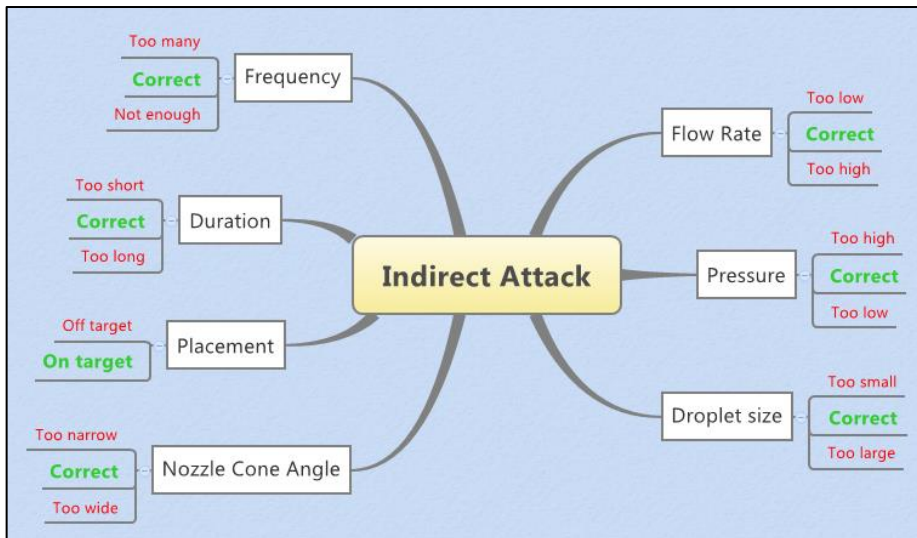 Indirect Attack
Frequency
Too many
Correct
Not enough
Duration
Too short
Correct
Too long
Placement
Off target
On target
Nozzle Cone Angle
Too narrow
Correct
Too wide
Flow Rate
Too low
Correct
Too high
Pressure
Too high
Correct
Too low
Droplet size
Too small
Correct
Too large